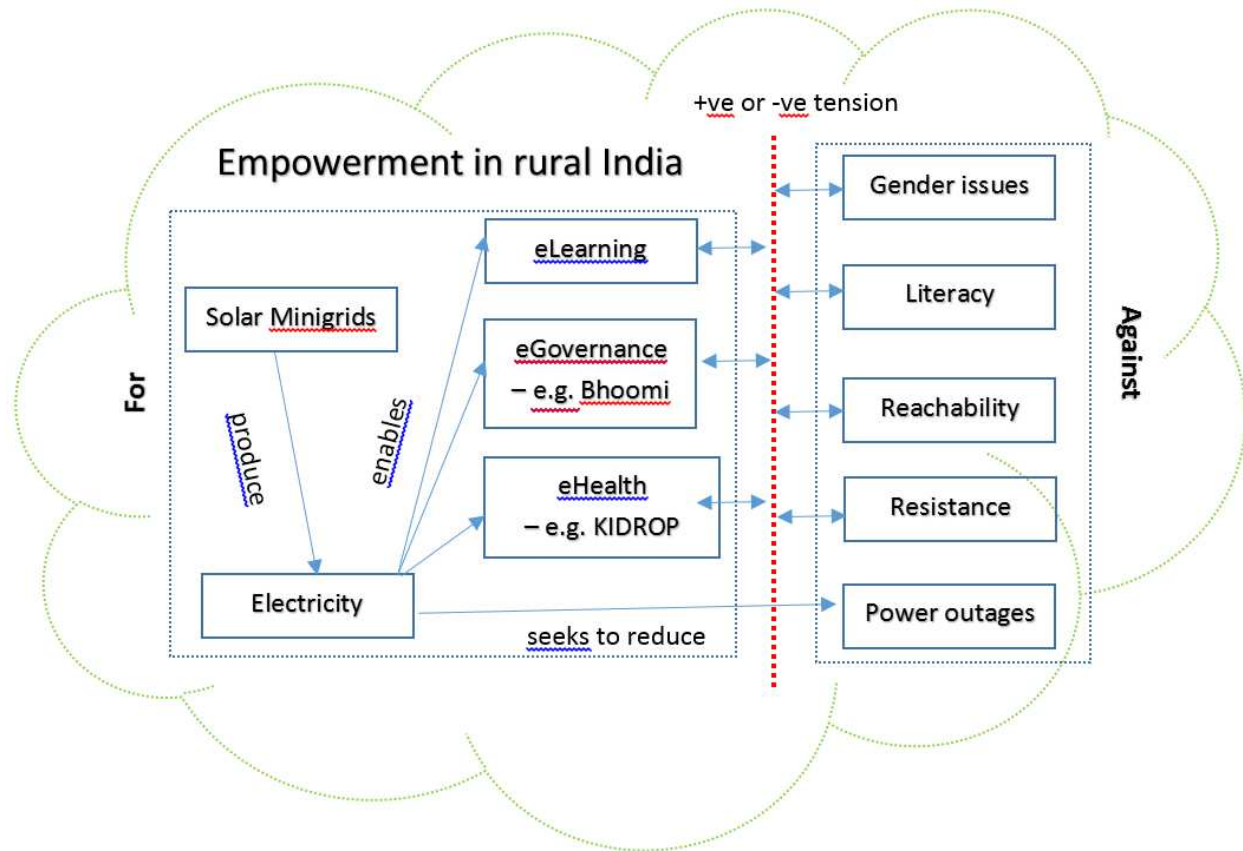 +ve or -ve tension
Empowerment in rural India
For
Solar Minigrids
produce
Electricity
enables
eLearning
eGovernance
– e.g. Bhoomi
eHealth
– e.g. KIDROP
seeks to reduce
Gender issues
Literacy
Reachability
Resistance
Power outages
Against